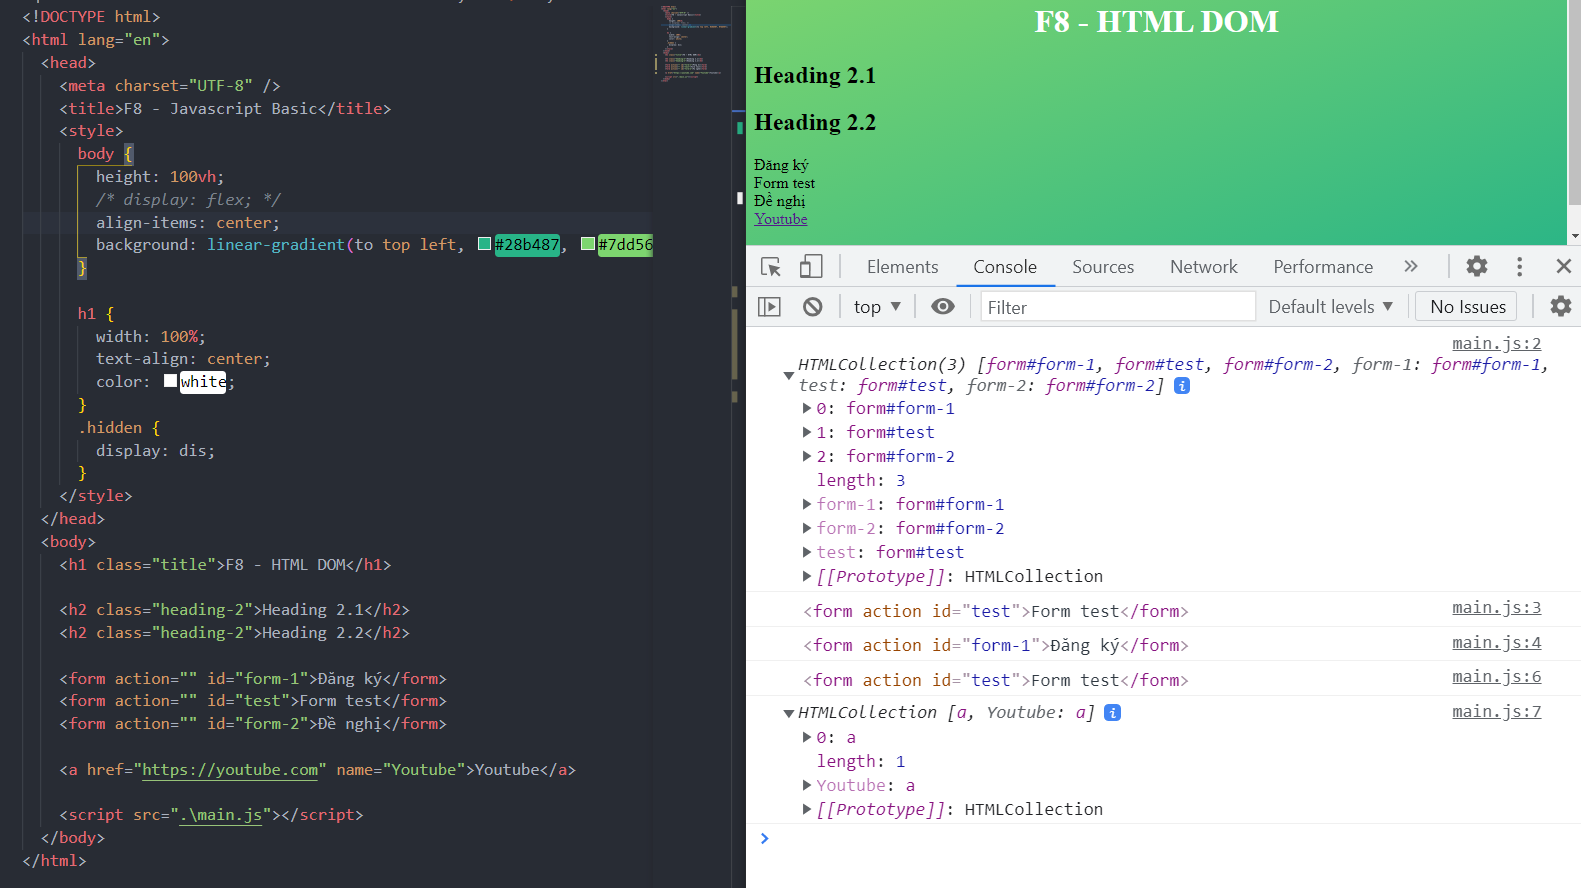 <!DOCTYPE html>
<html lang="en">
<head>
<meta charset="UTF-8" />
<title>F8 - Javascript Basic</title>
<style>
body {
height: 100vh;
/* display: flex; */
align-items: center;
background: linear-gradient(to top left, #28b487, #7dd56
}
h1 {
width: 100%;
text-align: center;
color: white;
}
.hidden {
display: dis;
}
</style>
</head>
<body>
<h1 class="title">F8 - HTML DOM</h1>
<h2 class="heading-2">Heading 2.1</h2>
<h2 class="heading-2">Heading 2.2</h2>
<form action="" id="form-1">Đăng ký</form>
<form action="" id="test">Form test</form>
<form action="" id="form-2">Đề nghị</form>
<a href="https://youtube.com" name="Youtube">Youtube</a>
<script src=".\main.js"></script>
</body>
</html>
F8 - HTML DOM
Heading 2.1
Heading 2.2
Đăng ký
Form test
Đề nghị
Youtube
Elements Console Sources Network Performance »
top Filter Default levels No Issues
main.js:2
HTMLCollection(3) [form#form-1, form#test, form#form-2, form-1: form#form-1,
test: form#test, form-2: form#form-2]
0: form#form-1
1: form#test
2: form#form-2
length: 3
form-1: form#form-1
form-2: form#form-2
test: form#test
[[Prototype]]: HTMLCollection
<form action id="test">Form test</form> main.js:3
<form action id="form-1">Đăng ký</form> main.js:4
<form action id="test">Form test</form> main.js:6
HTMLCollection [a, Youtube: a] main.js:7
0: a
length: 1
Youtube: a
[[Prototype]]: HTMLCollection